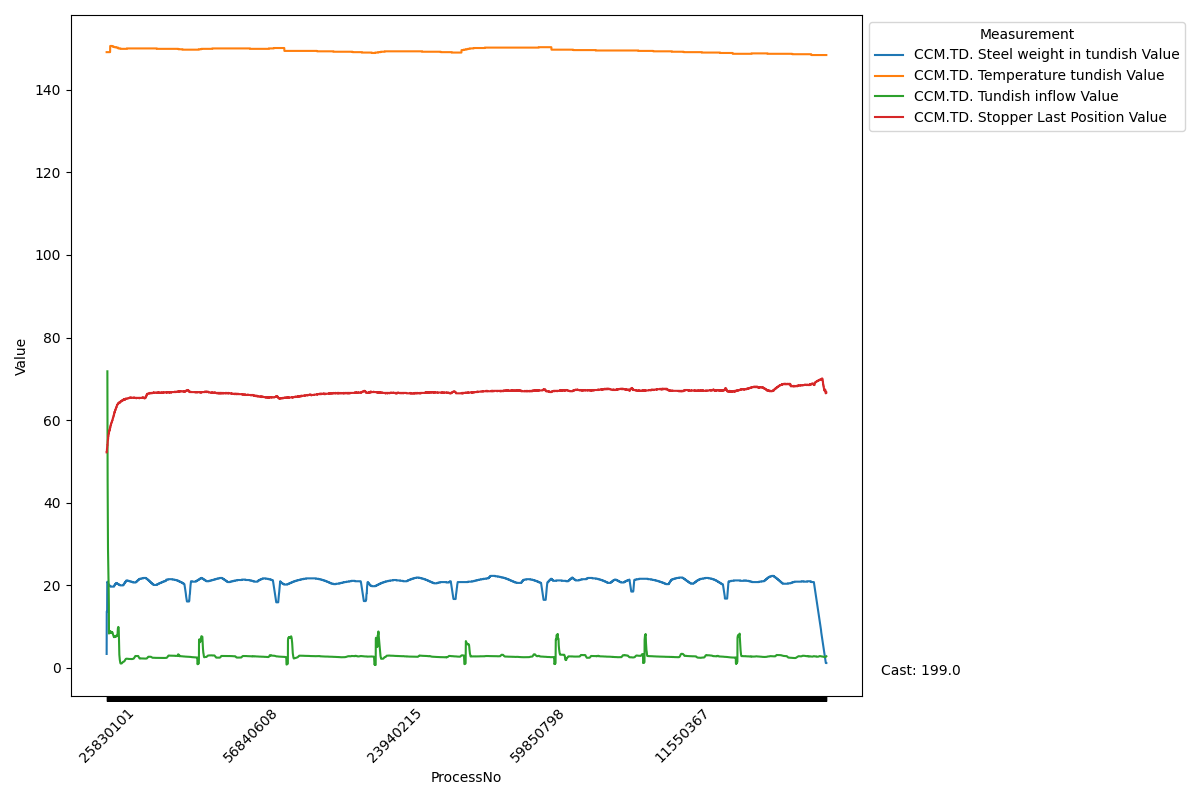 Measurement
CCM.TD. Steel weight in tundish Value
CCM.TD. Temperature tundish Value
CCM.TD. Tundish inflow Value
CCM.TD. Stopper Last Position Value
Value
140
120
100
80
60
40
20
0
Cast: 199.0
25830101
56840608
23940215
59850798
11550367
ProcessNo